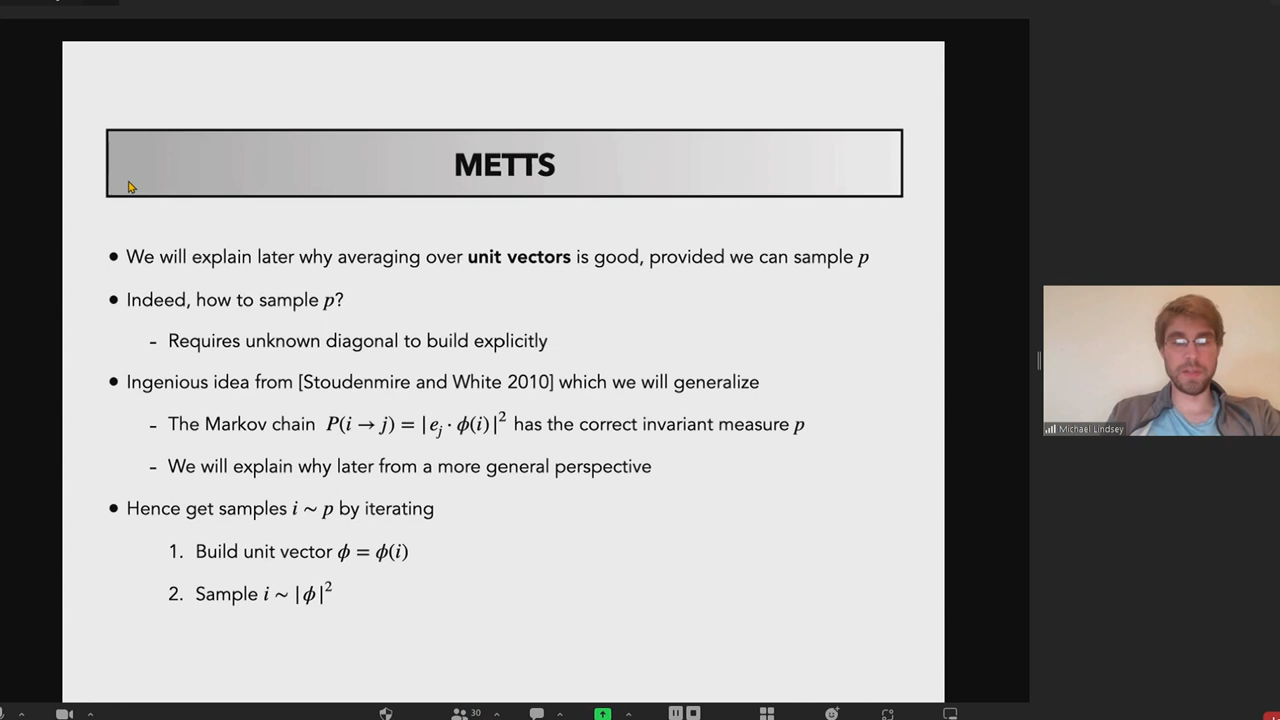 METTS
• We will explain later why averaging over unit vectors is good, provided we can sample p
• Indeed, how to sample p?
- Requires unknown diagonal to build explicitly
• Ingenious idea from [Stoudenmire and White 2010] which we will generalize
- The Markov chain P(i → j) = |e_j · ϕ(i)|² has the correct invariant measure p
- We will explain why later from a more general perspective
• Hence get samples i ~ p by iterating
1. Build unit vector ϕ = ϕ(i)
2. Sample i ~ |ϕ|²
Michael Lindsey
30